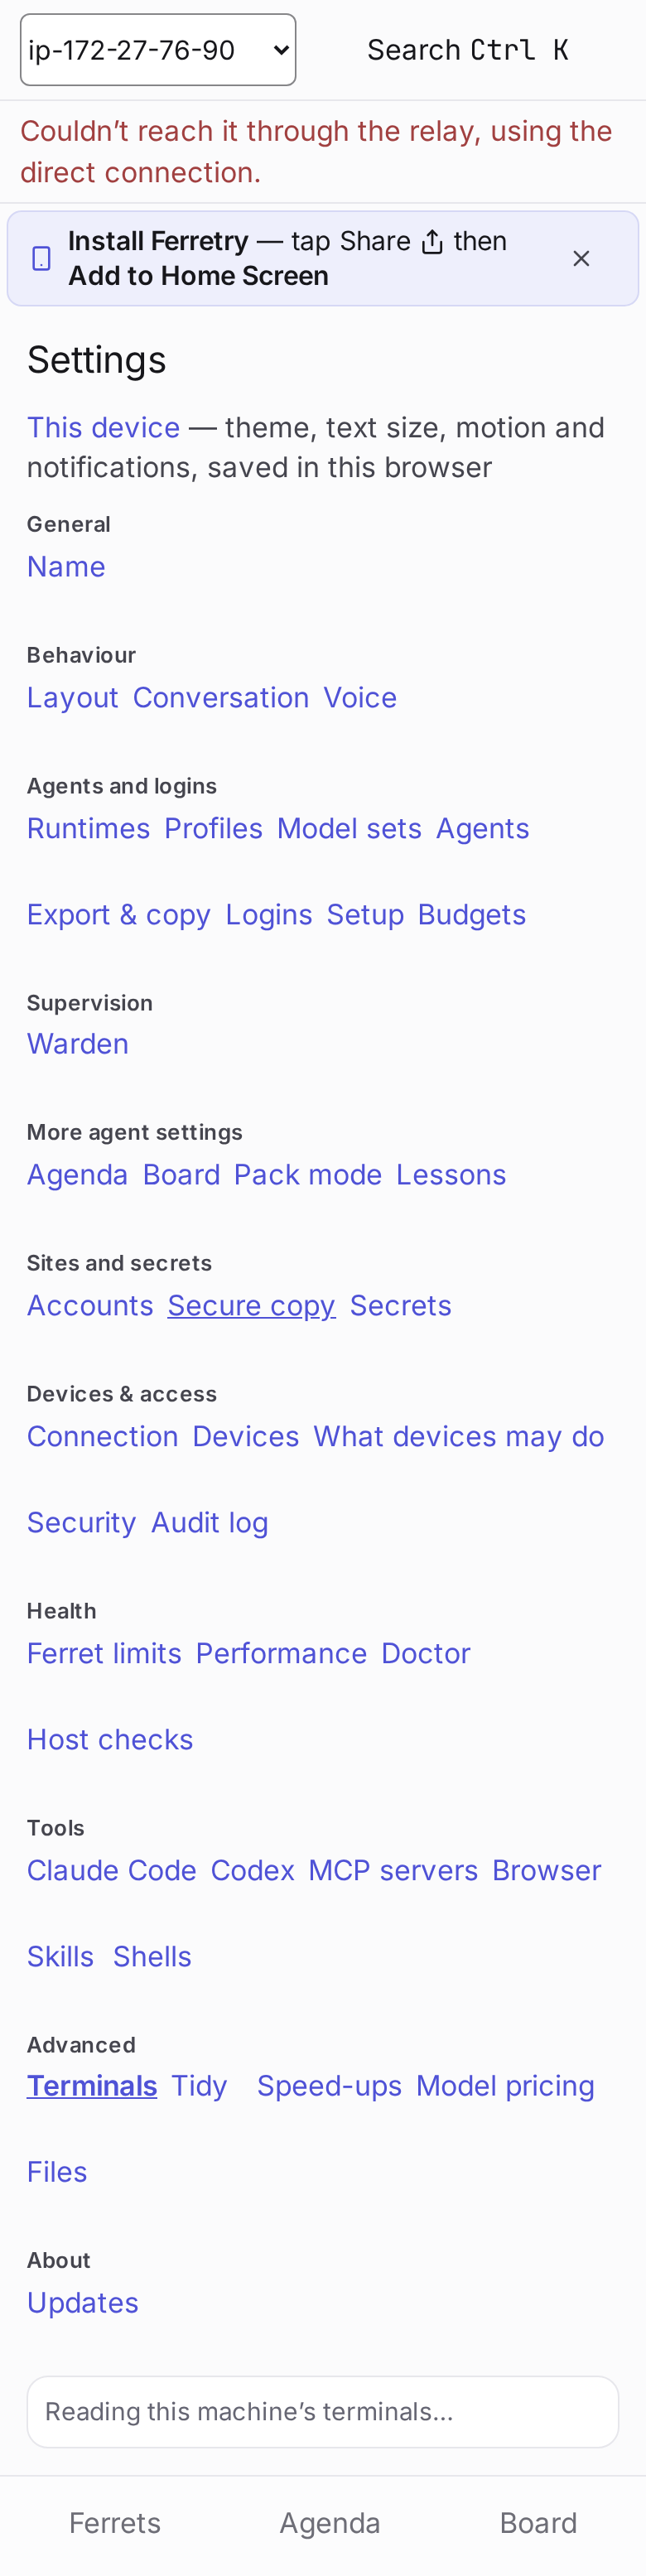 ip-172-27-76-90
Search Ctrl K
Couldn’t reach it through the relay, using the
direct connection.
Install Ferretry — tap Share then
Add to Home Screen
Settings
This device — theme, text size, motion and
notifications, saved in this browser
General
Name
Behaviour
Layout Conversation Voice
Agents and logins
Runtimes Profiles Model sets Agents
Export & copy Logins Setup Budgets
Supervision
Warden
More agent settings
Agenda Board Pack mode Lessons
Sites and secrets
Accounts Secure copy Secrets
Devices & access
Connection Devices What devices may do
Security Audit log
Health
Ferret limits Performance Doctor
Host checks
Tools
Claude Code Codex MCP servers Browser
Skills Shells
Advanced
Terminals Tidy Speed-ups Model pricing
Files
About
Updates
Reading this machine’s terminals…
Ferrets Agenda Board